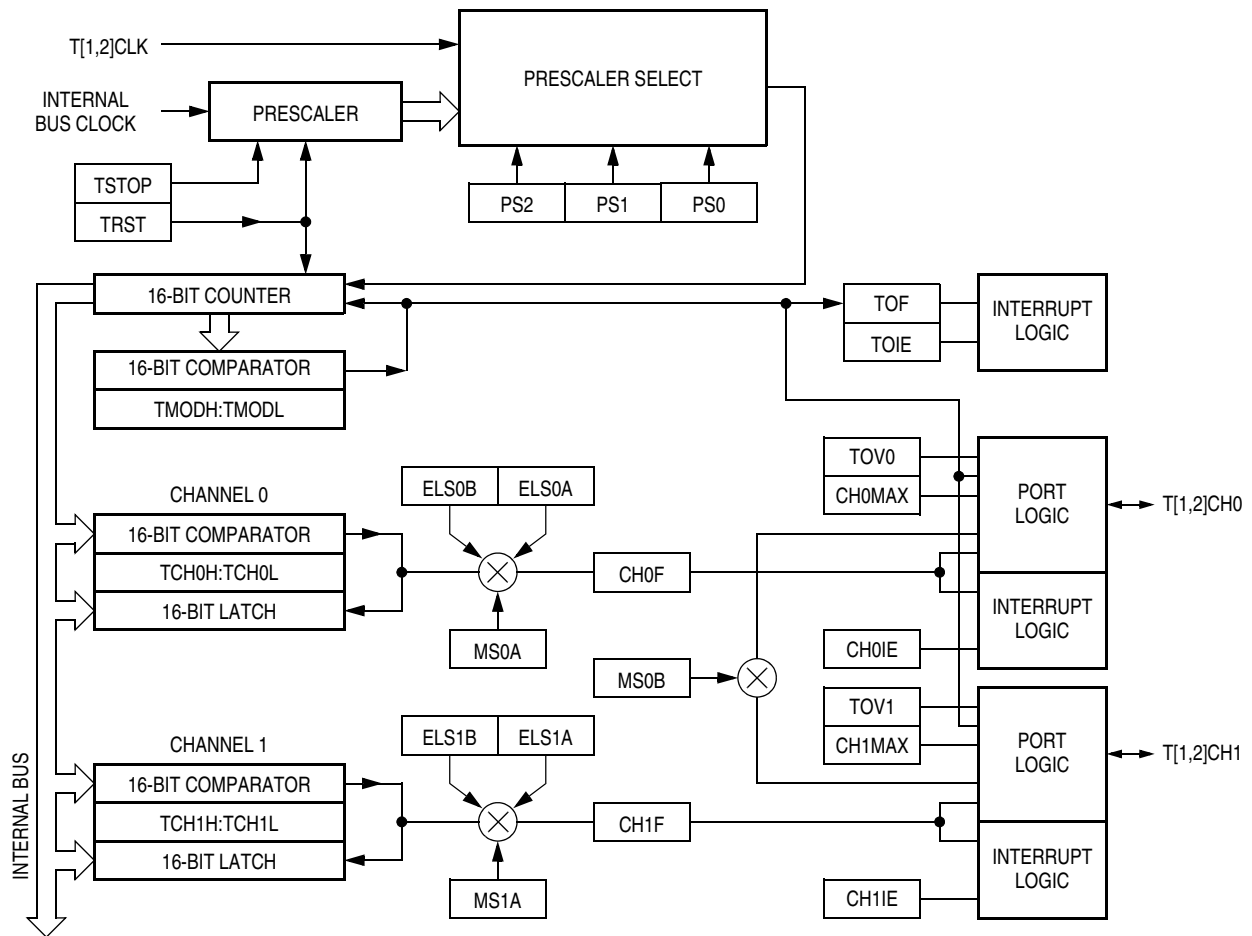 T[1,2]CLK
PRESCALER SELECT
INTERNAL
BUS CLOCK
PRESCALER
TSTOP
TRST
PS2
PS1
PS0
16-BIT COUNTER
16-BIT COMPARATOR
TMODH:TMODL
TOF
TOIE
INTERRUPT
LOGIC
CHANNEL 0
16-BIT COMPARATOR
TCH0H:TCH0L
16-BIT LATCH
ELS0B
ELS0A
MS0A
CH0F
TOV0
CH0MAX
PORT
LOGIC
T[1,2]CH0
INTERRUPT
LOGIC
CH0IE
MS0B
CHANNEL 1
16-BIT COMPARATOR
TCH1H:TCH1L
16-BIT LATCH
ELS1B
ELS1A
MS1A
CH1F
TOV1
CH1MAX
PORT
LOGIC
T[1,2]CH1
INTERRUPT
LOGIC
CH1IE
INTERNAL BUS